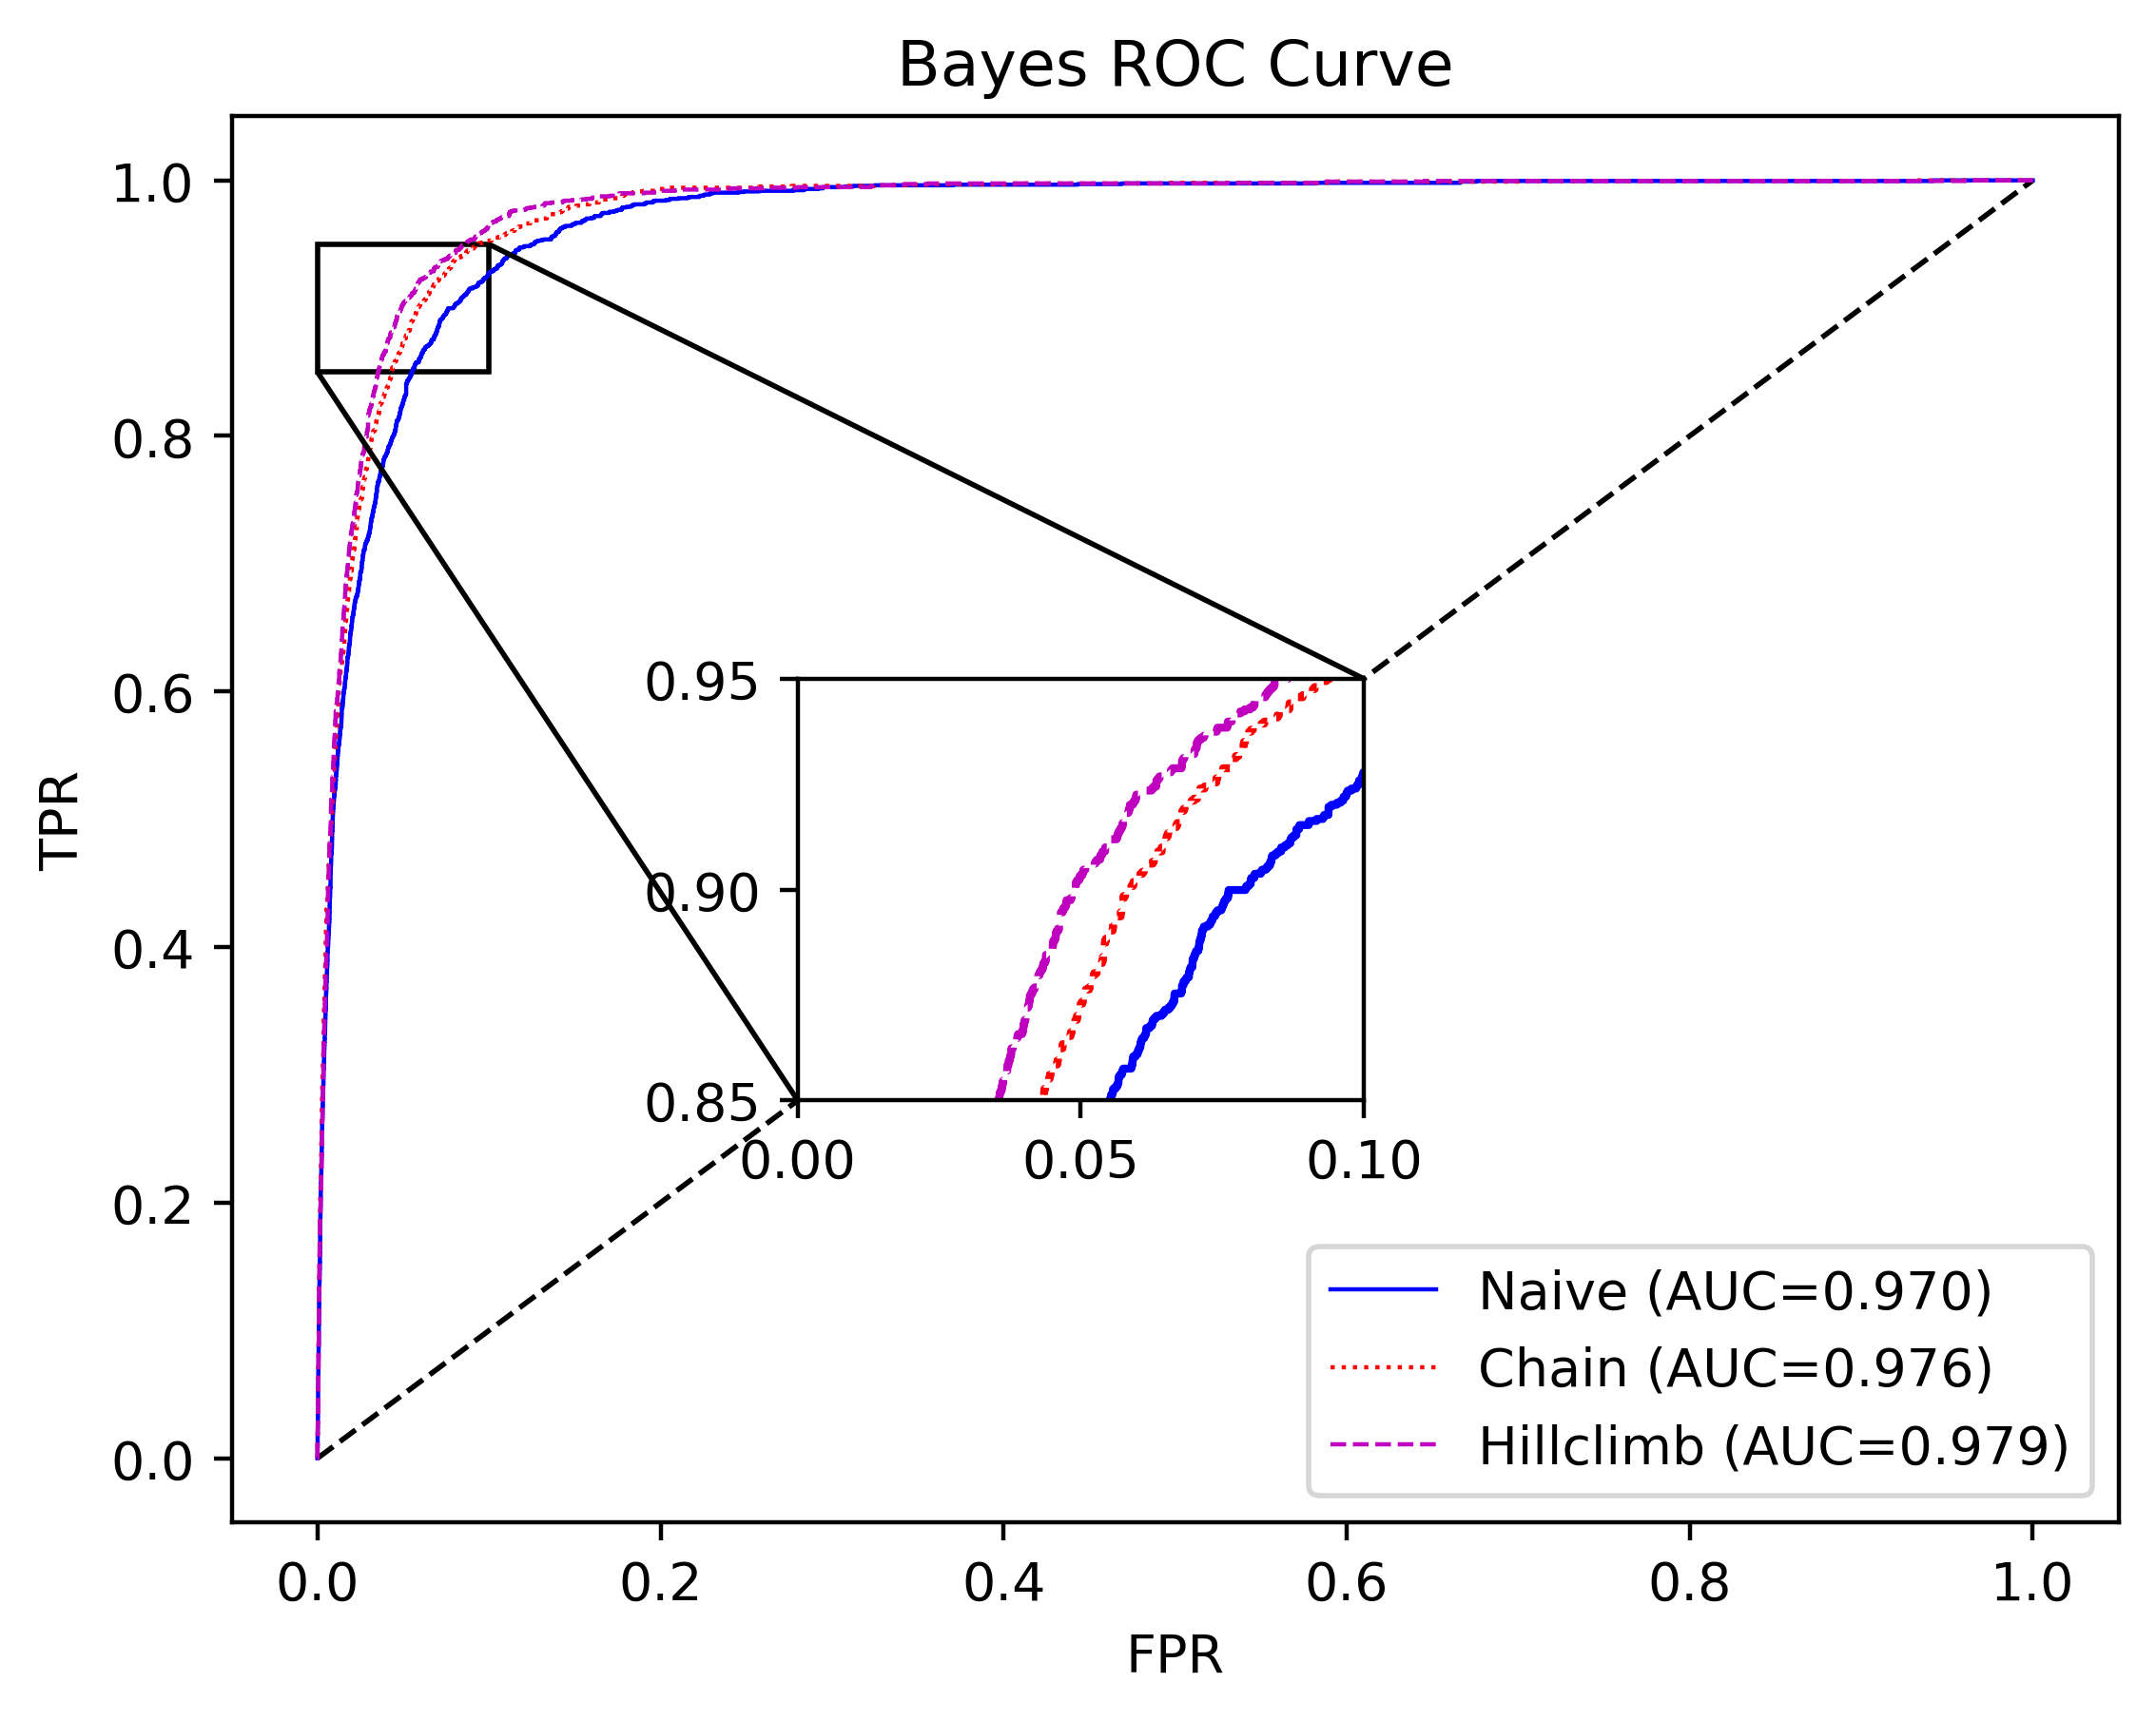 Bayes ROC Curve
1.0
0.8
0.6
0.4
0.2
0.0
TPR
0.95
0.90
0.85
0.00 0.05 0.10
Naive (AUC=0.970)
Chain (AUC=0.976)
Hillclimb (AUC=0.979)
0.0 0.2 0.4 0.6 0.8 1.0
FPR